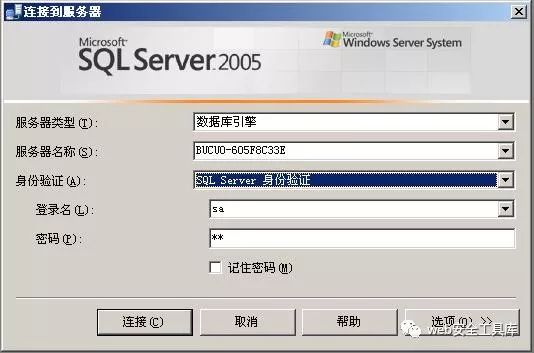 连接到服务器
Microsoft
SQL Server 2005
Microsoft
Windows Server System
服务器类型(T): 数据库引擎
服务器名称(S): BUCUO-605F8C33E
身份验证(A): SQL Server 身份验证
登录名(L): sa
密码(P): **
记住密码(M)
连接(C) 取消 帮助 选项(O) >>
web安全工具库